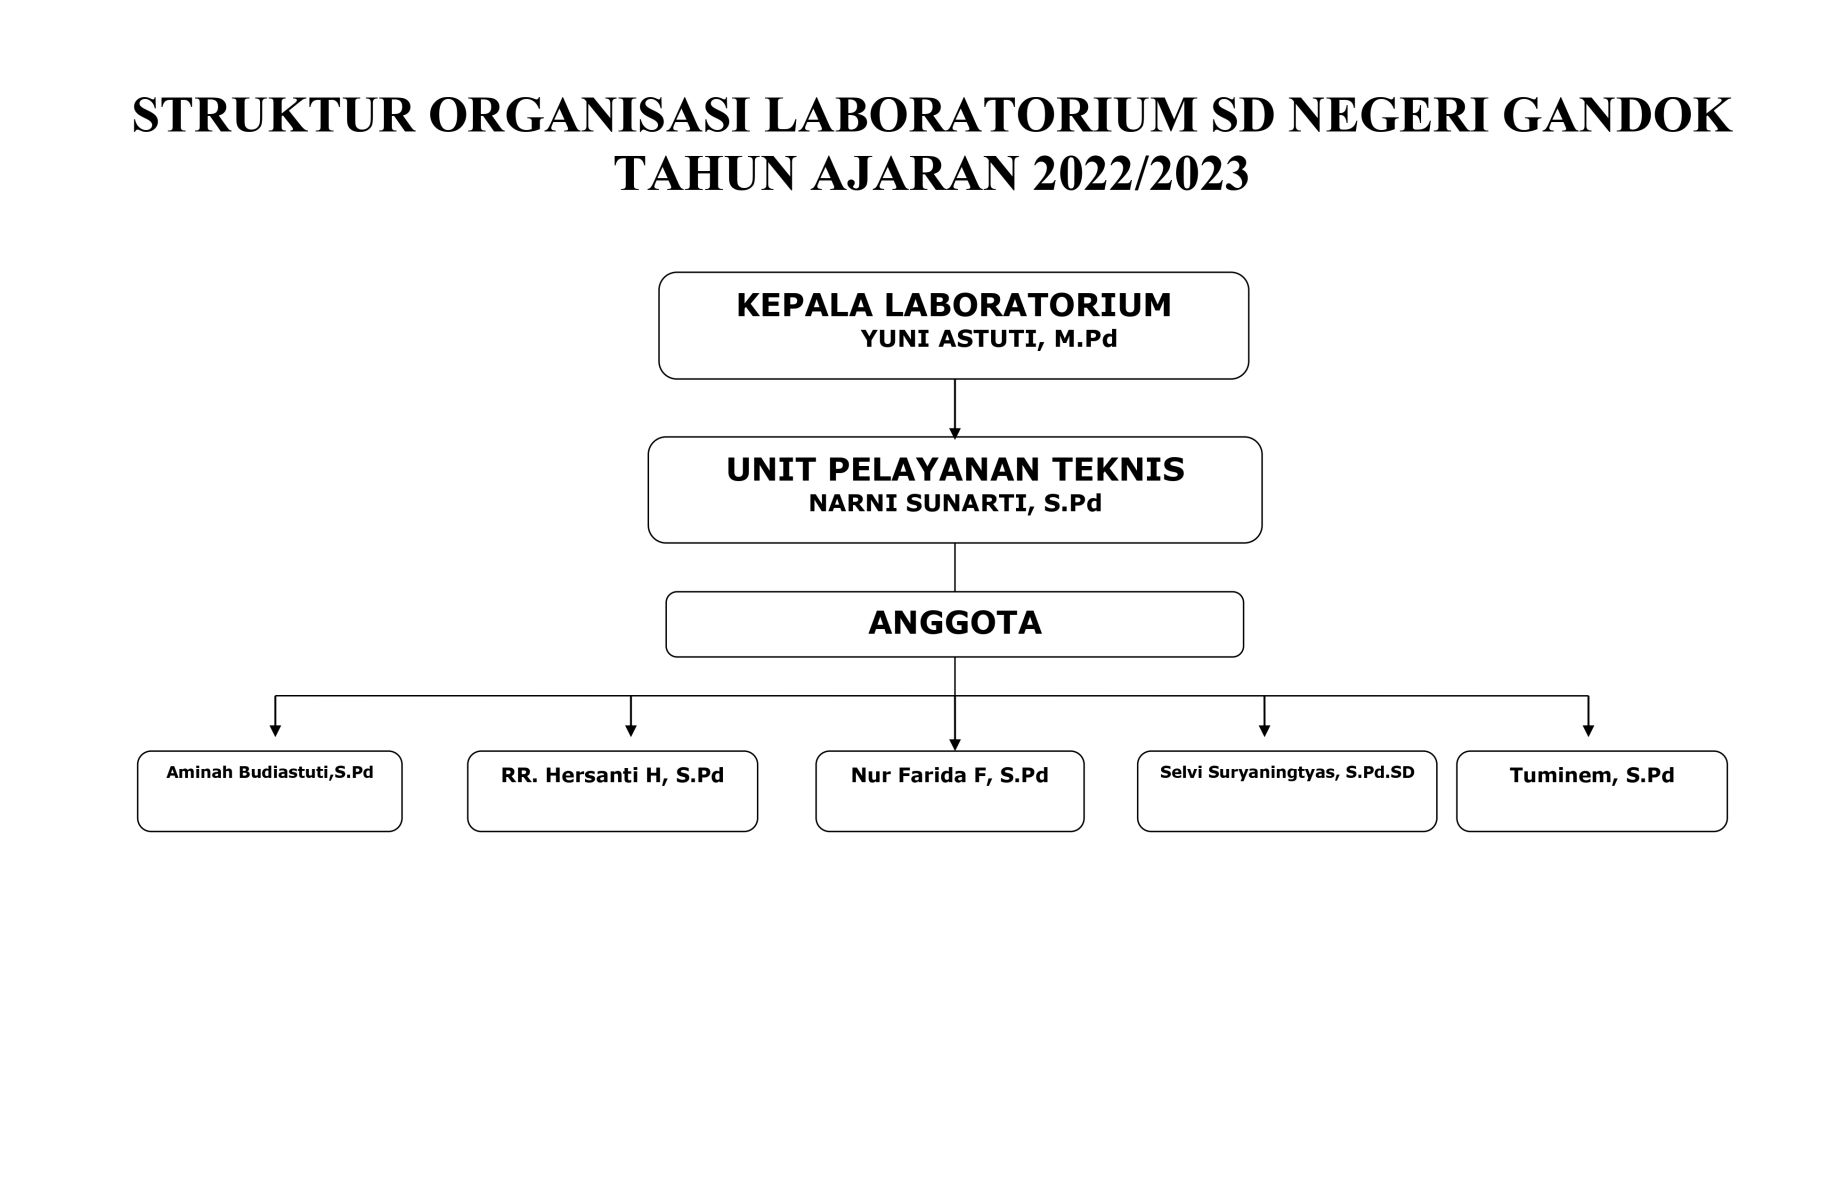 STRUKTUR ORGANISASI LABORATORIUM SD NEGERI GANDOK
TAHUN AJARAN 2022/2023
KEPALA LABORATORIUM
YUNI ASTUTI, M.Pd
UNIT PELAYANAN TEKNIS
NARNI SUNARTI, S.Pd
ANGGOTA
Aminah Budiastuti,S.Pd
RR. Hersanti H, S.Pd
Nur Farida F, S.Pd
Selvi Suryaningtyas, S.Pd.SD
Tuminem, S.Pd